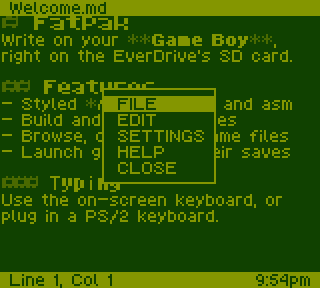 Welcome.md
# FatPak
Write on your **Game Boy**,
right on the EverDrive's SD card.
## Features
- Styled and asm
- Build and es
- Browse, me files
- Launch g eir saves
FILE
EDIT
SETTINGS
HELP
CLOSE
### Typing
Use the on-screen keyboard, or
plug in a PS/2 keyboard.
Line 1, Col 1 9:54pm